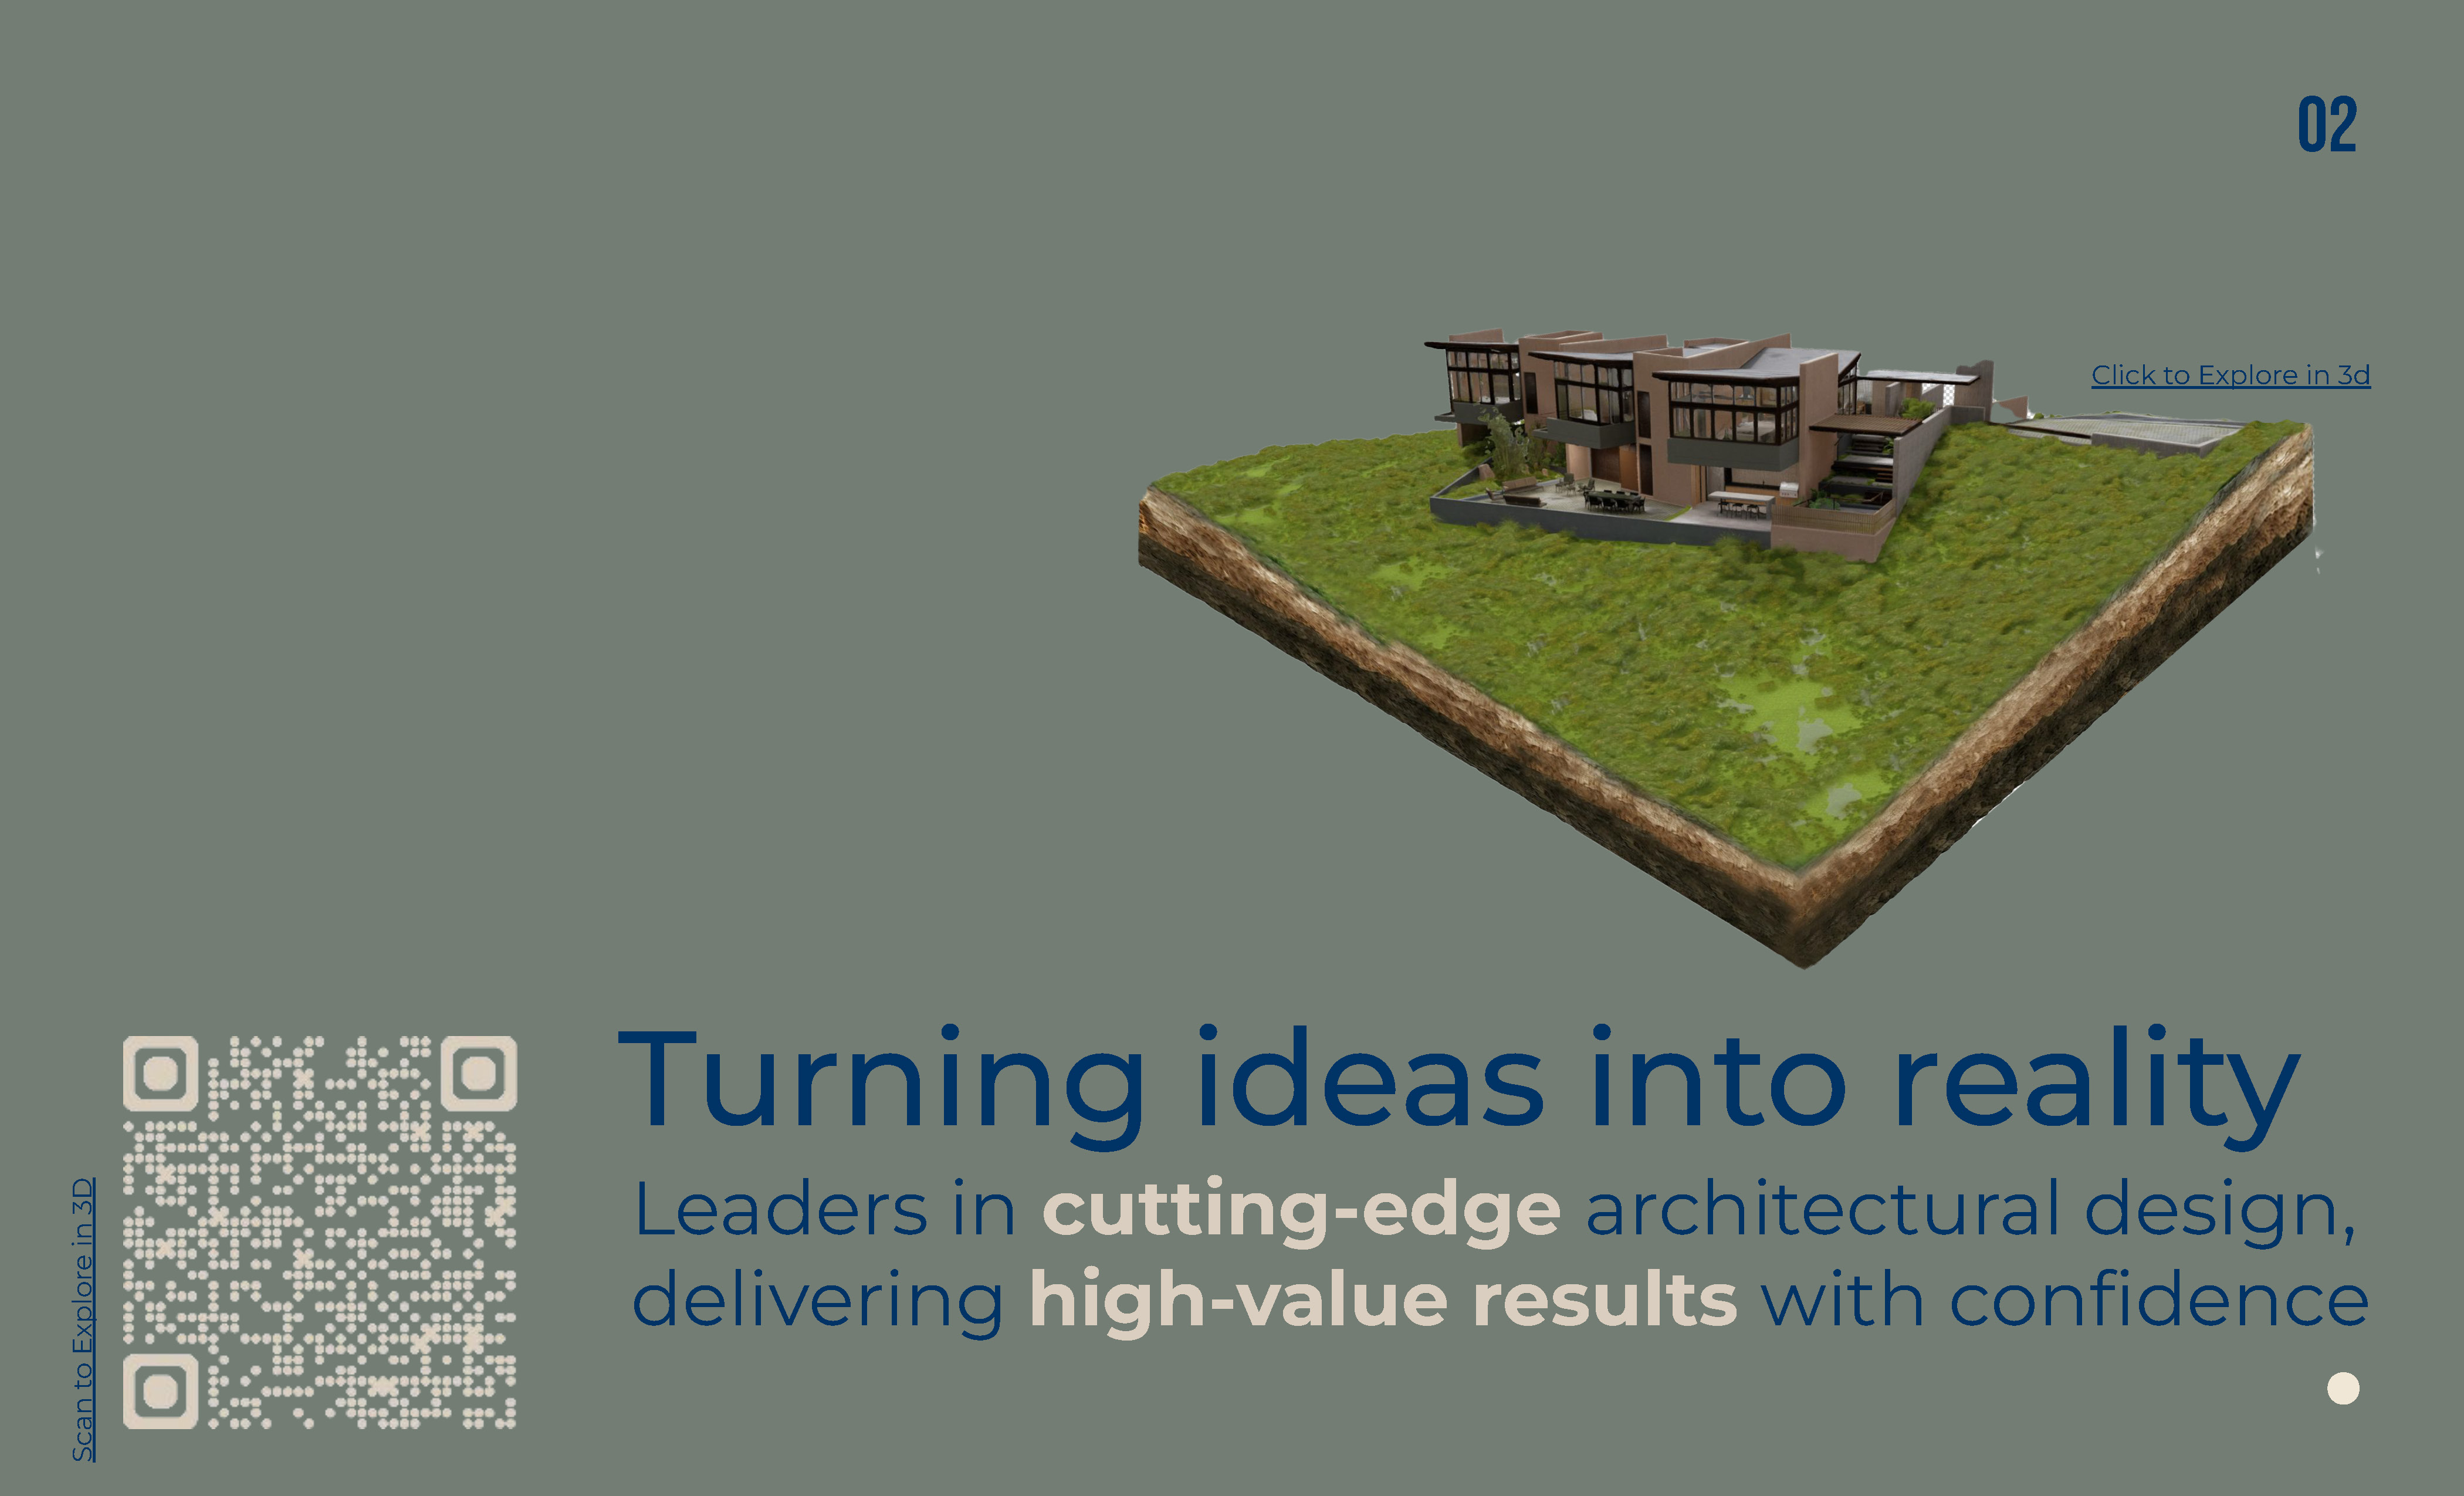 02
Click to Explore in 3d
Turning ideas into reality
Leaders in cutting-edge architectural design,
delivering high-value results with confidence
Scan to Explore in 3D